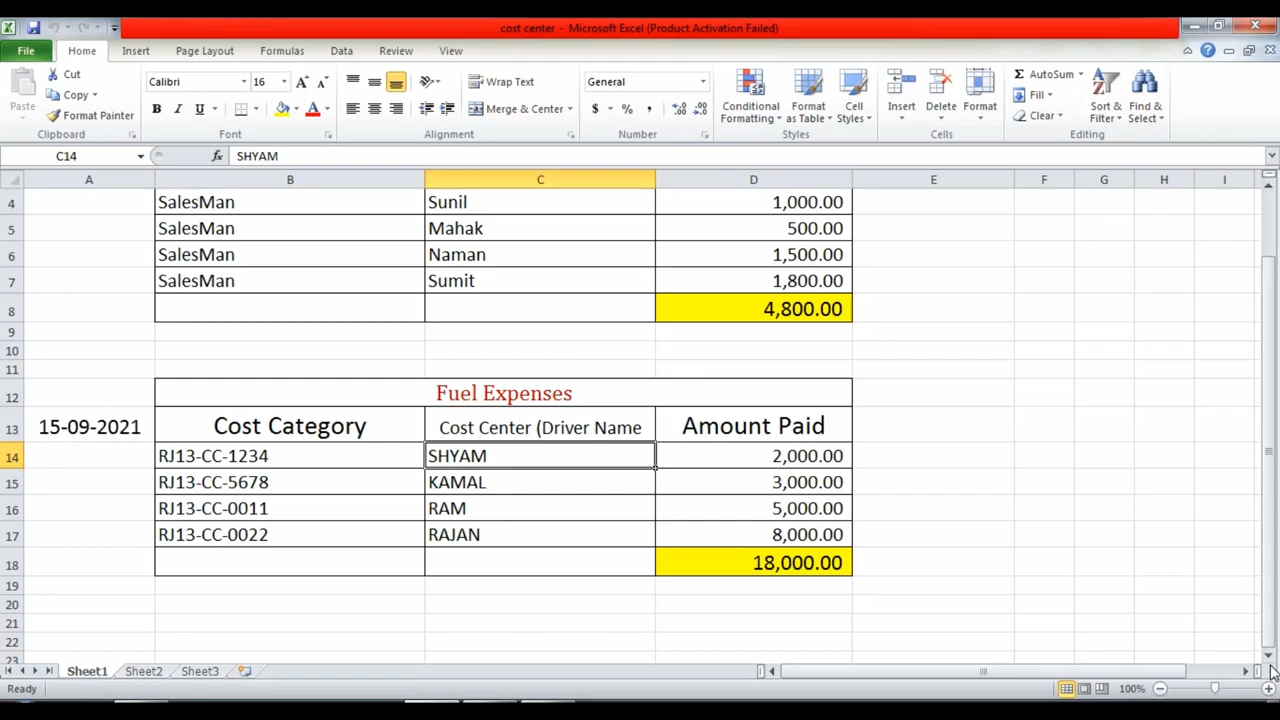 cost center - Microsoft Excel (Product Activation Failed)
File Home Insert Page Layout Formulas Data Review View
Cut
Copy
Format Painter
Paste
Clipboard
Calibri 16
B I U A
Font
Wrap Text
Merge & Center
Alignment
General
$ % ,
Number
Conditional Formatting
Format as Table
Cell Styles
Styles
Insert Delete Format
Cells
Σ AutoSum
Fill
Clear
Sort & Filter
Find & Select
Editing
C14 fx SHYAM
A B C D E F G H I
4 SalesMan Sunil 1,000.00
5 SalesMan Mahak 500.00
6 SalesMan Naman 1,500.00
7 SalesMan Sumit 1,800.00
8 4,800.00
9
10
11
12 Fuel Expenses
13 15-09-2021 Cost Category Cost Center (Driver Name Amount Paid
14 RJ13-CC-1234 SHYAM 2,000.00
15 RJ13-CC-5678 KAMAL 3,000.00
16 RJ13-CC-0011 RAM 5,000.00
17 RJ13-CC-0022 RAJAN 8,000.00
18 18,000.00
19
20
21
22
23
Sheet1 Sheet2 Sheet3
Ready 100%